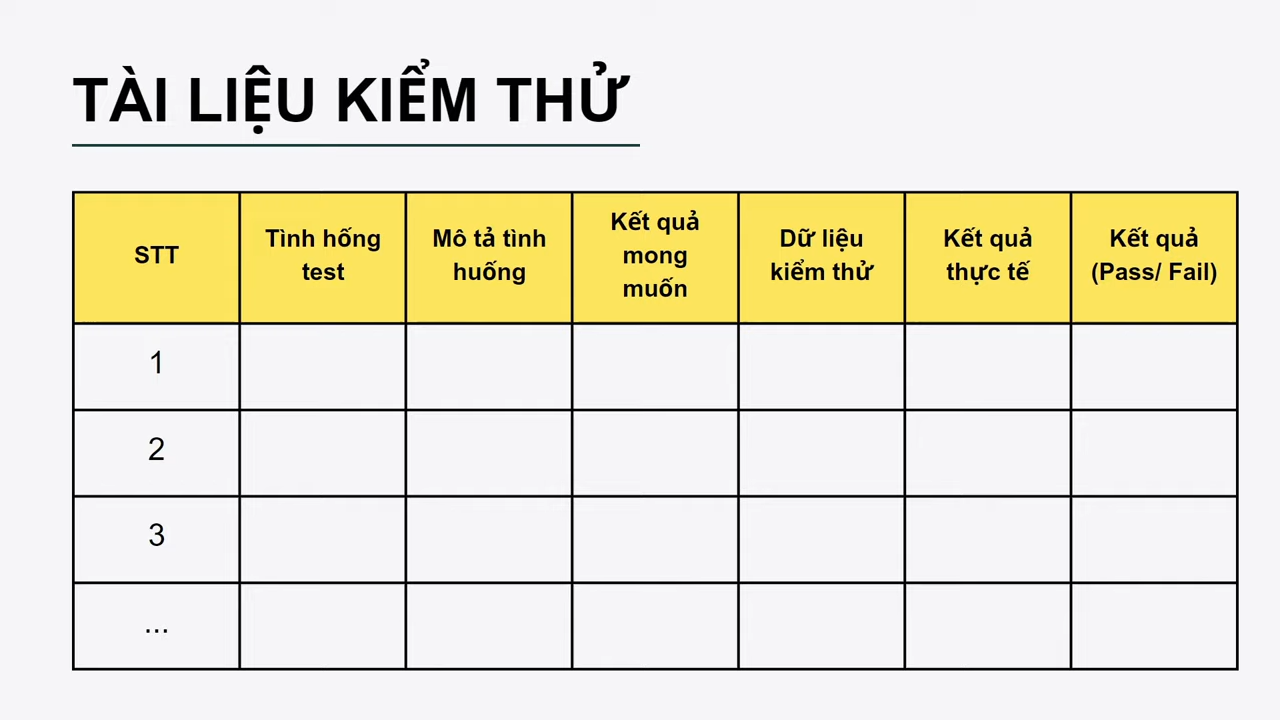 TÀI LIỆU KIỂM THỬ
STT
Tình hống
test
Mô tả tình
huống
Kết quả
mong
muốn
Dữ liệu
kiểm thử
Kết quả
thực tế
Kết quả
(Pass/ Fail)
1
2
3
...